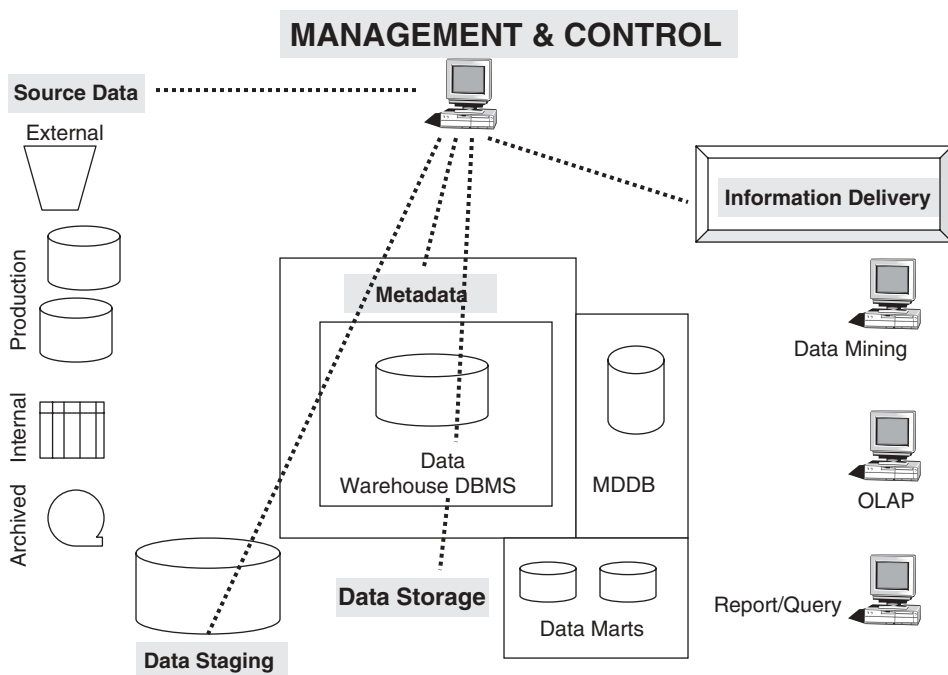 MANAGEMENT & CONTROL
Source Data
External
Production
Internal
Archived
Information Delivery
Metadata
Data
Warehouse DBMS
MDDB
Data Mining
OLAP
Data Storage
Data Marts
Report/Query
Data Staging